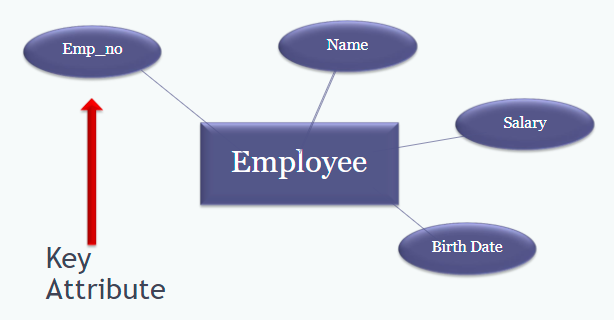 Emp_no
Name
Salary
Employee
Birth Date
Key
Attribute